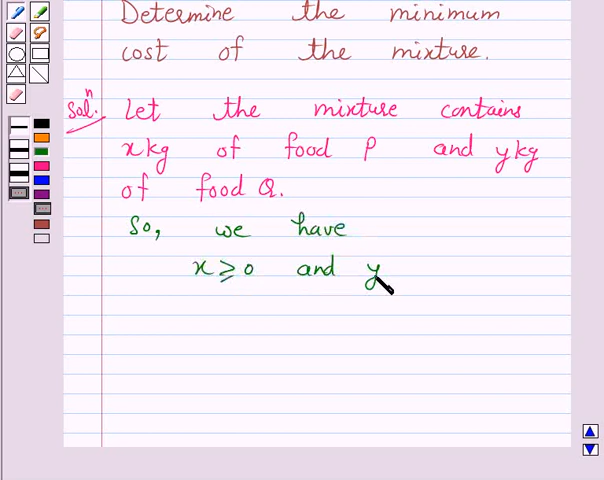 Determine the minimum
cost of the mixture.
Solⁿ. Let the mixture contains
x kg of food P and y kg
of food Q.
So, we have
x ≥ 0 and y